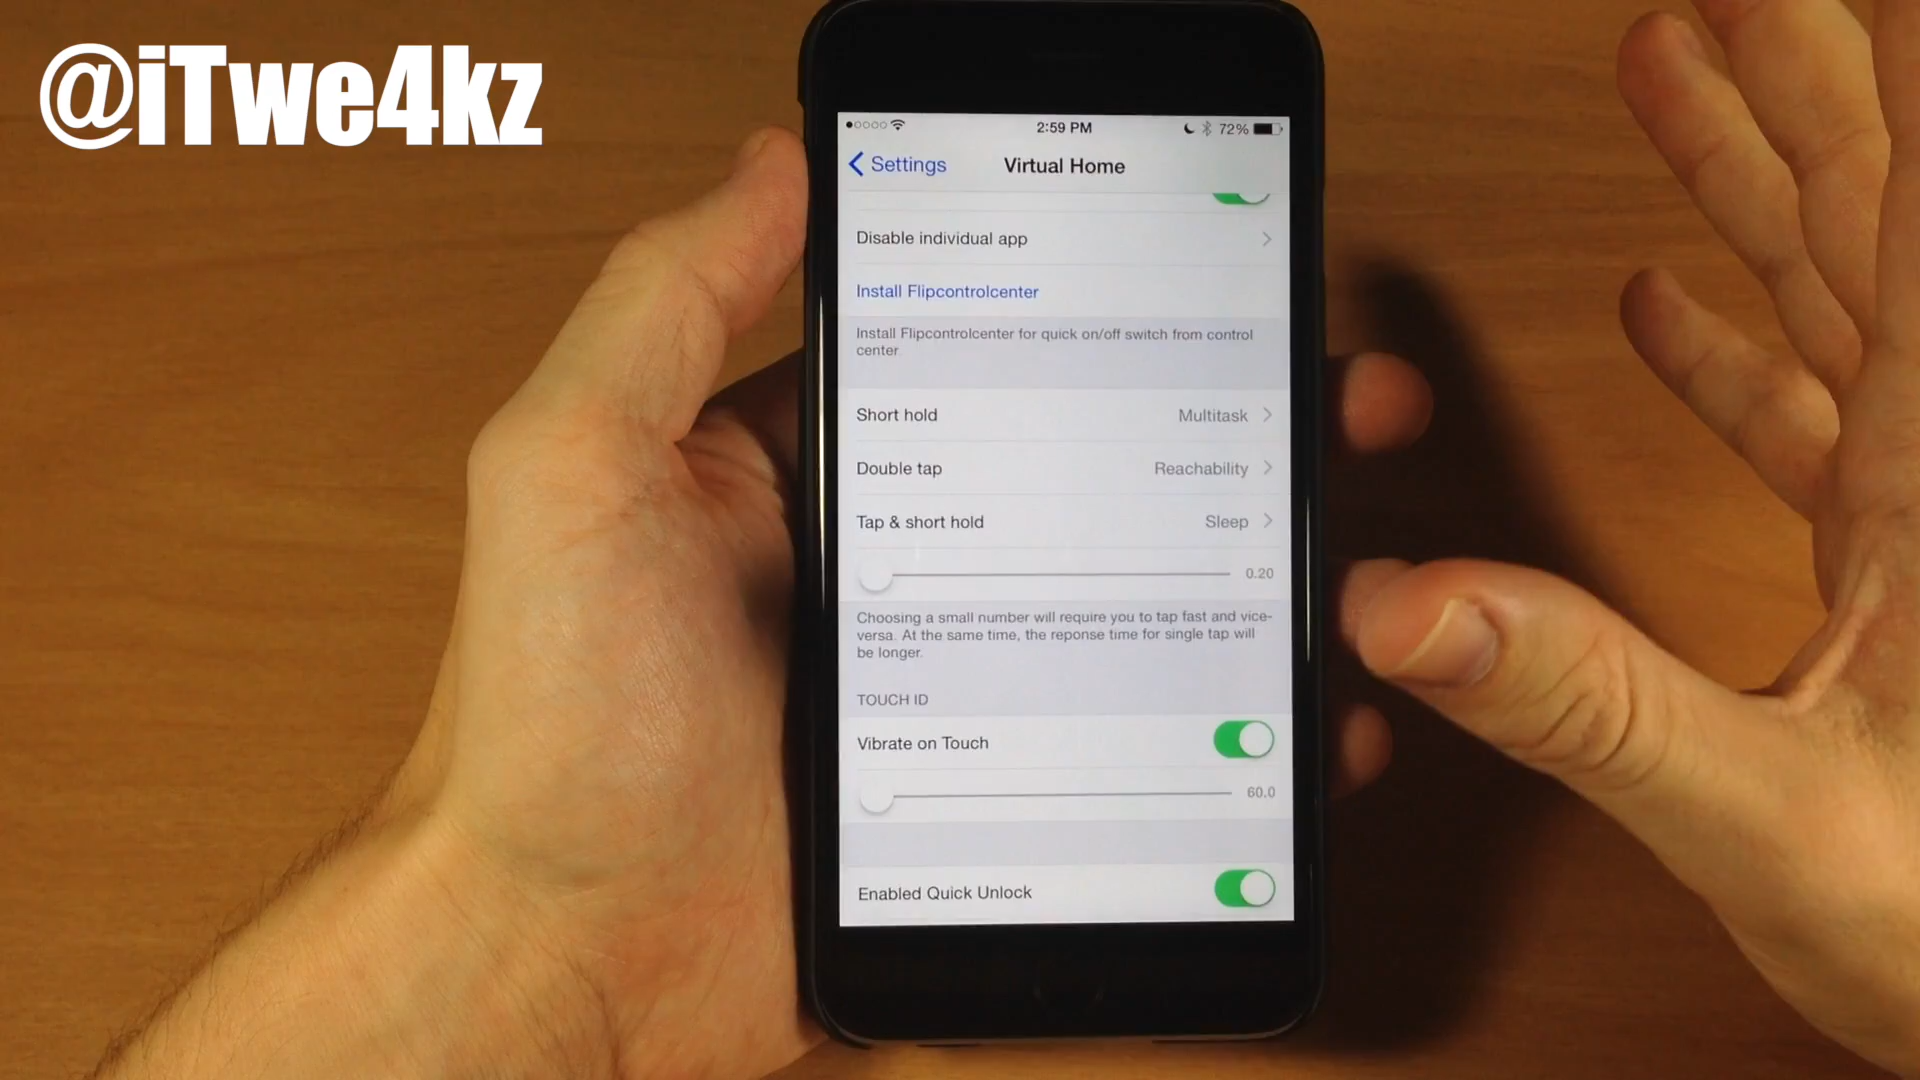 @iTwe4kz
2:59 PM
72%
Settings
Virtual Home
Disable individual app
Install Flipcontrolcenter
Install Flipcontrolcenter for quick on/off switch from control
center
Short hold Multitask
Double tap Reachability
Tap & short hold Sleep
0.20
Choosing a small number will require you to tap fast and vice-
versa. At the same time, the reponse time for single tap will
be longer.
TOUCH ID
Vibrate on Touch
60.0
Enabled Quick Unlock